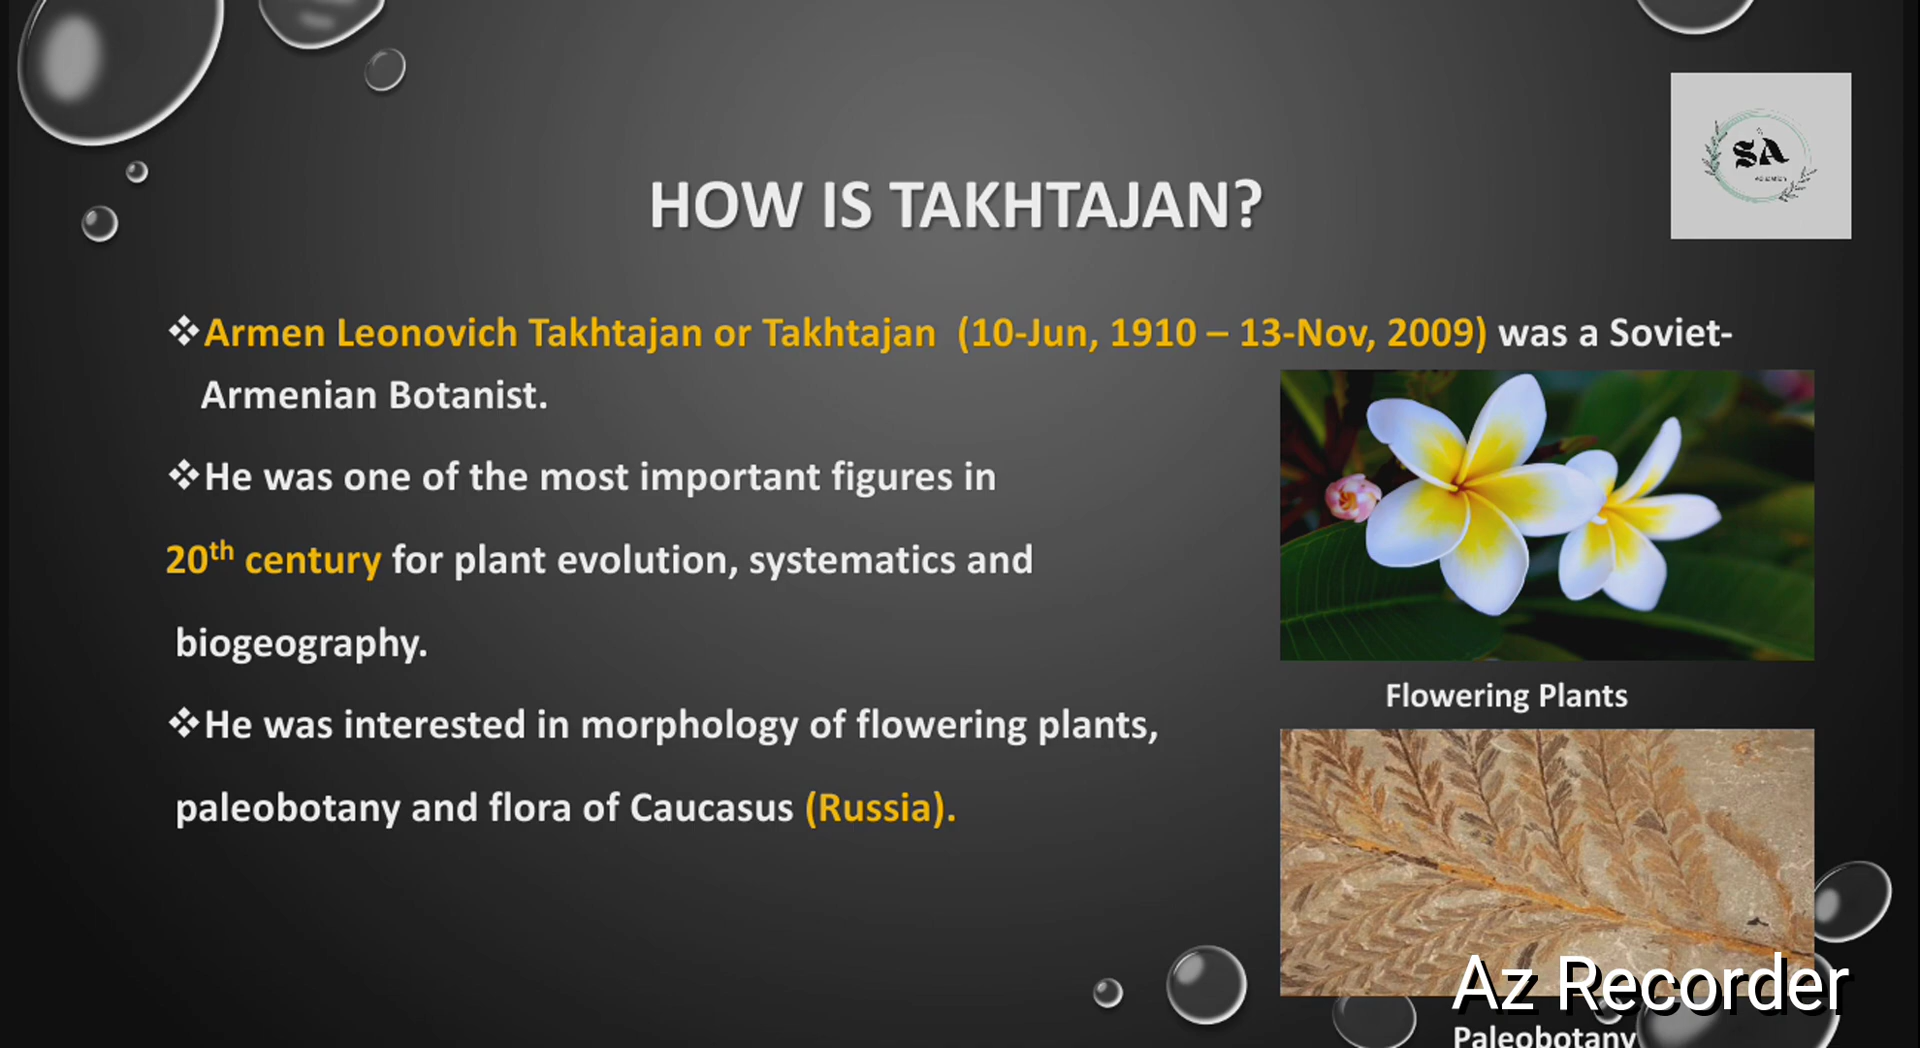 SA
HOW IS TAKHTAJAN?
❖Armen Leonovich Takhtajan or Takhtajan (10-Jun, 1910 – 13-Nov, 2009) was a Soviet-
Armenian Botanist.
❖He was one of the most important figures in
20th century for plant evolution, systematics and
biogeography.
❖He was interested in morphology of flowering plants,
paleobotany and flora of Caucasus (Russia).
Flowering Plants
Az Recorder
Paleobotany